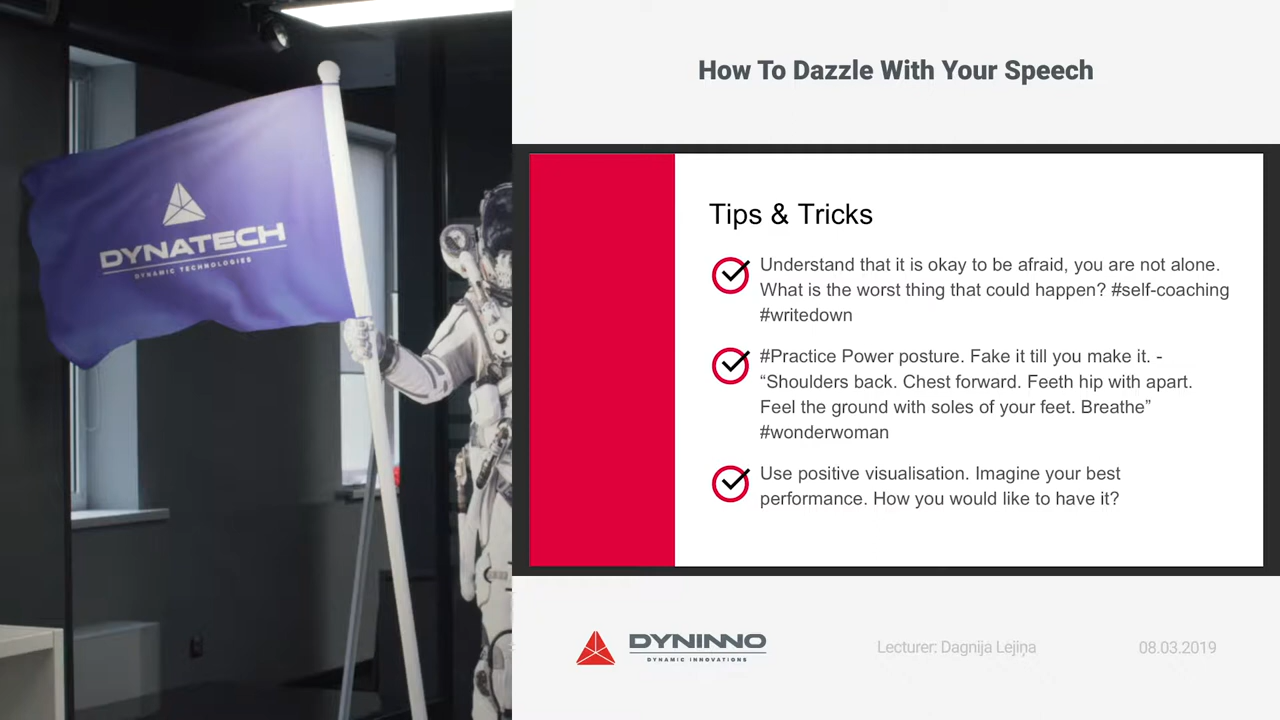 DYNATECH
DYNAMIC TECHNOLOGIES
How To Dazzle With Your Speech
Tips & Tricks
Understand that it is okay to be afraid, you are not alone.
What is the worst thing that could happen? #self-coaching
#writedown
#Practice Power posture. Fake it till you make it. -
“Shoulders back. Chest forward. Feeth hip with apart.
Feel the ground with soles of your feet. Breathe”
#wonderwoman
Use positive visualisation. Imagine your best
performance. How you would like to have it?
DYNINNO
DYNAMIC INNOVATIONS
Lecturer: Dagnija Lejiņa
08.03.2019